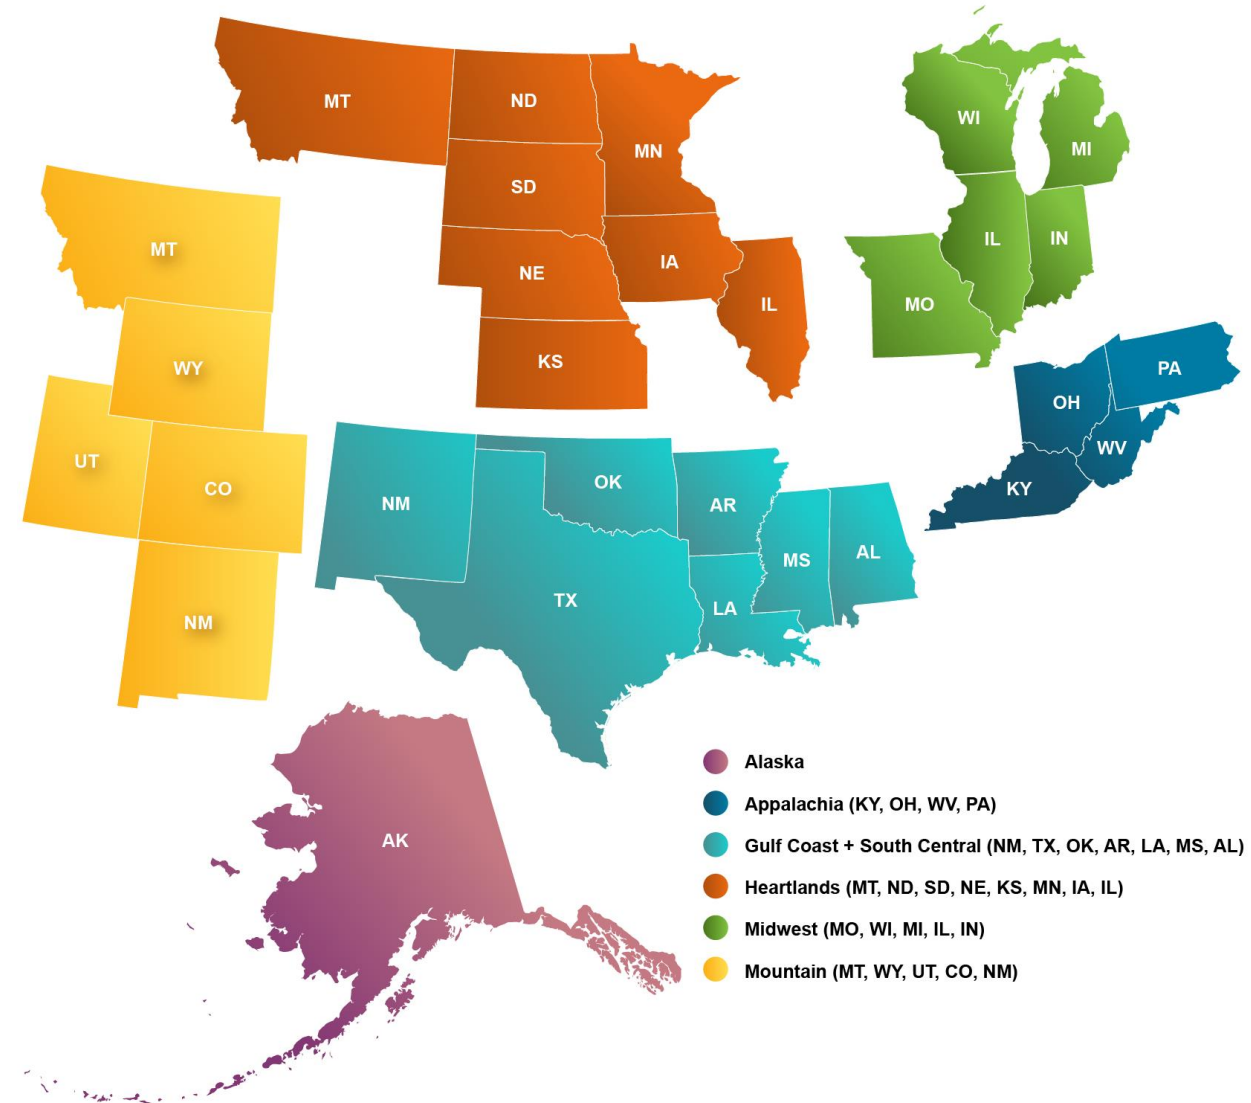 MT
ND
MN
SD
NE
IA
IL
KS
WI
MI
IL
IN
MO
MT
WY
UT
CO
NM
PA
OH
WV
KY
NM
OK
AR
TX
LA
MS
AL
AK
Alaska
Appalachia (KY, OH, WV, PA)
Gulf Coast + South Central (NM, TX, OK, AR, LA, MS, AL)
Heartlands (MT, ND, SD, NE, KS, MN, IA, IL)
Midwest (MO, WI, MI, IL, IN)
Mountain (MT, WY, UT, CO, NM)